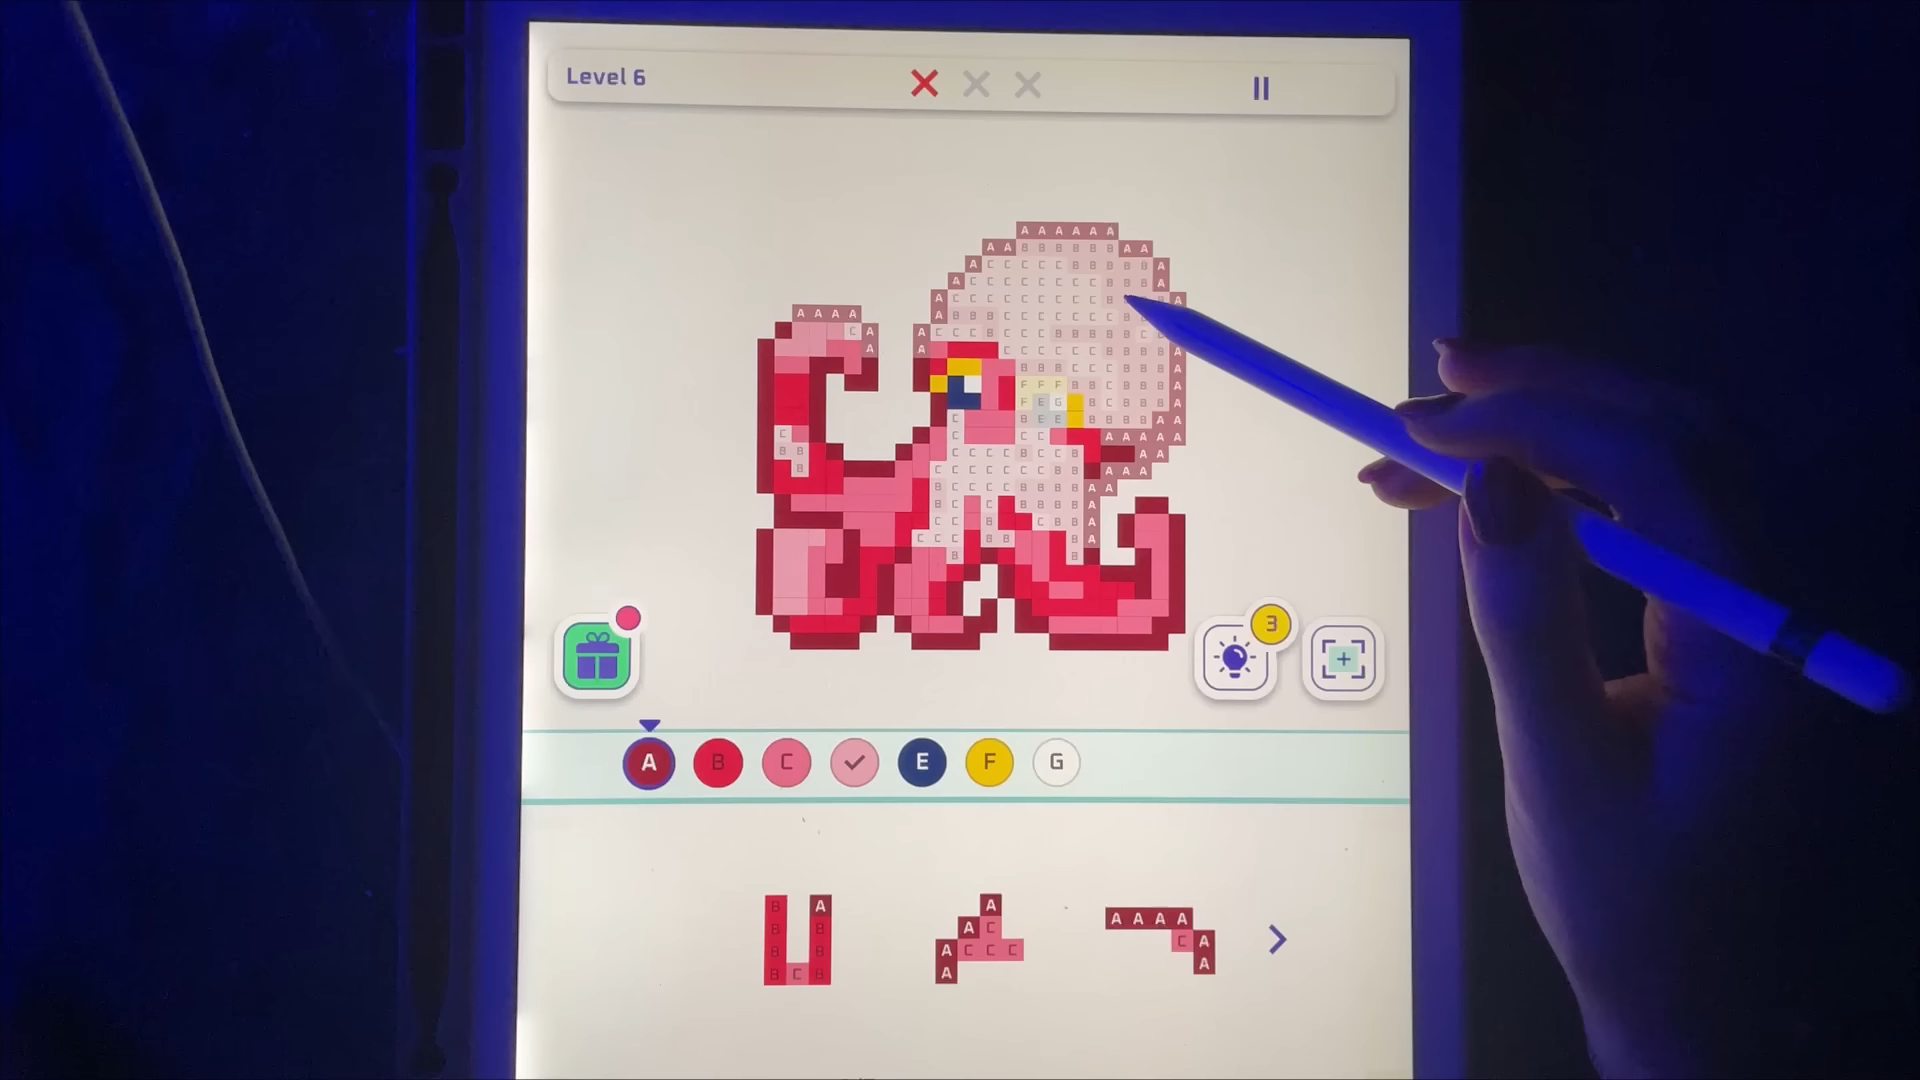 Level 6
A A A A A A
A A B B B B B B A A
A C C C C C B B B B B A
A C C C C C C C C B B B A
A C C C C C C C C C B
A B B B C C C C C C C B
A C C C B C C C B B B B B C
A C C C C C C B B B A
B B B C C C B B B
F F F B B C B B B A
F E G B C B B B A
B E E B B B B A A
C C A A A A A
C C C C C B C B A A
C C C C C C C B B A A A
B C C C C B B B B A A
B C C B B B B A
C C B C B B A
C C C B B B A
B B
A A A A
C A
A
C
B B
B
C
C
3
A B C E F G
B A
B B
B B
B C B
A
A C
A C C C
A
A A A A
C A
A